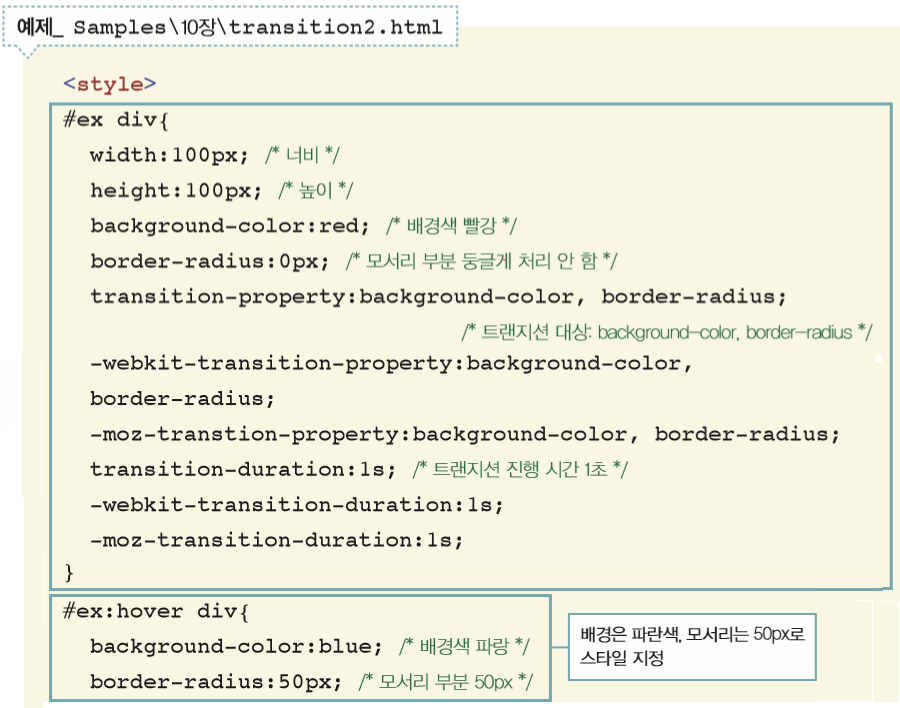 예제_ Samples\10장\transition2.html
<style>
#ex div{
width:100px; /* 너비 */
height:100px; /* 높이 */
background-color:red; /* 배경색 빨강 */
border-radius:0px; /* 모서리 부분 둥글게 처리 안 함 */
transition-property:background-color, border-radius;
/* 트랜지션 대상: background-color, border-radius */
-webkit-transition-property:background-color,
border-radius;
-moz-transtion-property:background-color, border-radius;
transition-duration:1s; /* 트랜지션 진행 시간 1초 */
-webkit-transition-duration:1s;
-moz-transition-duration:1s;
}
#ex:hover div{
background-color:blue; /* 배경색 파랑 */
border-radius:50px; /* 모서리 부분 50px */
배경은 파란색, 모서리는 50px로
스타일 지정